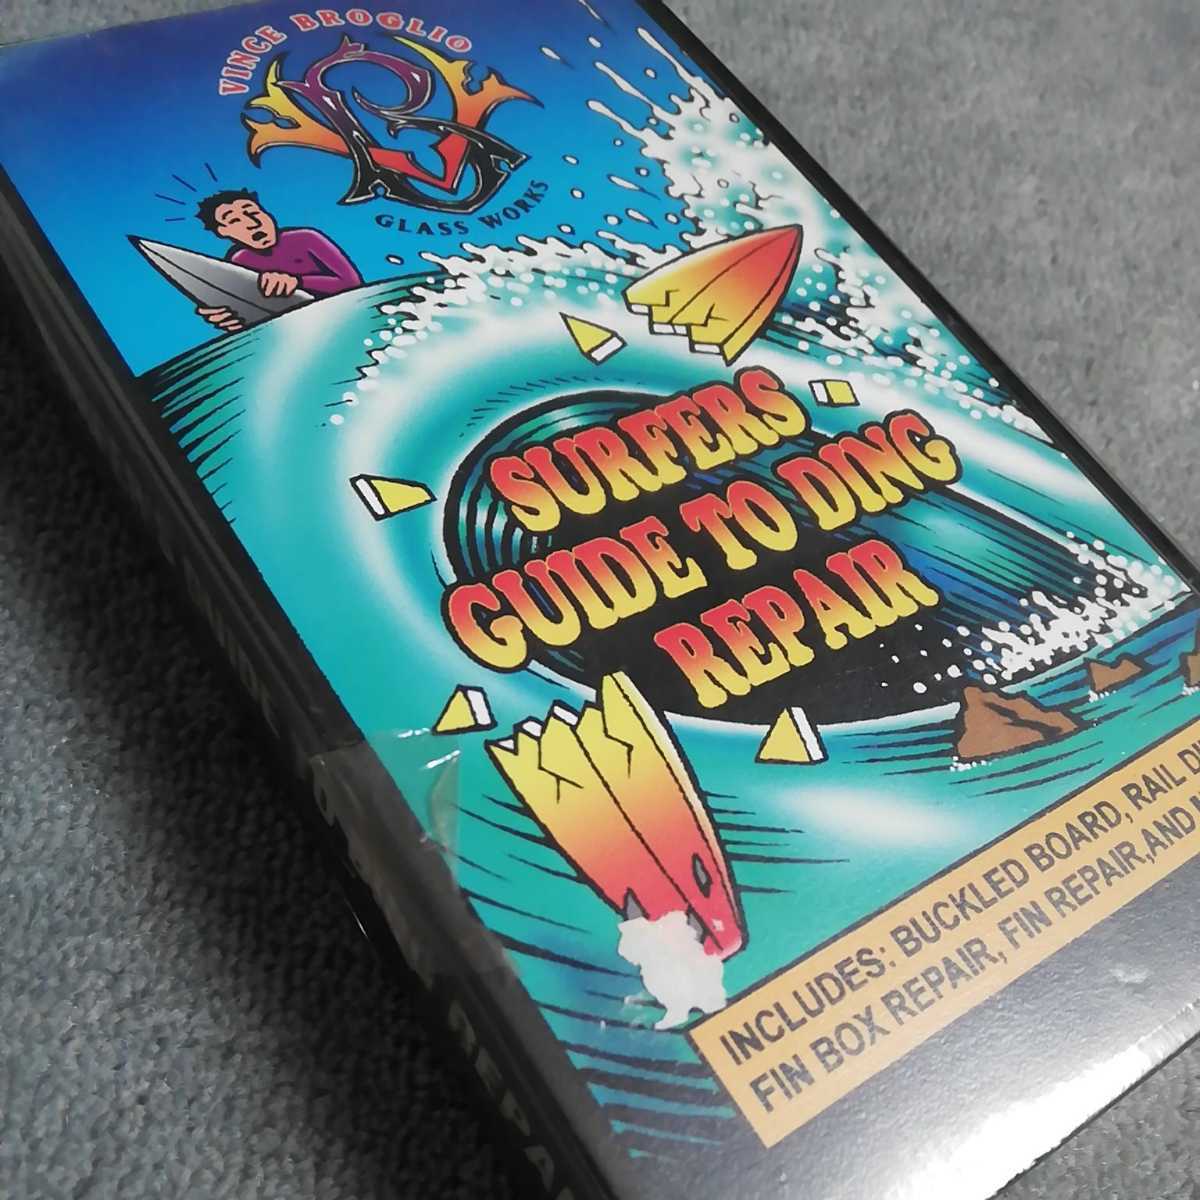 VINCE BROGLIO
GLASS WORKS
SURFERS
GUIDE TO DING
REPAIR
INCLUDES: BUCKLED BOARD, RAIL
FIN BOX REPAIR, FIN REPAIR,AND